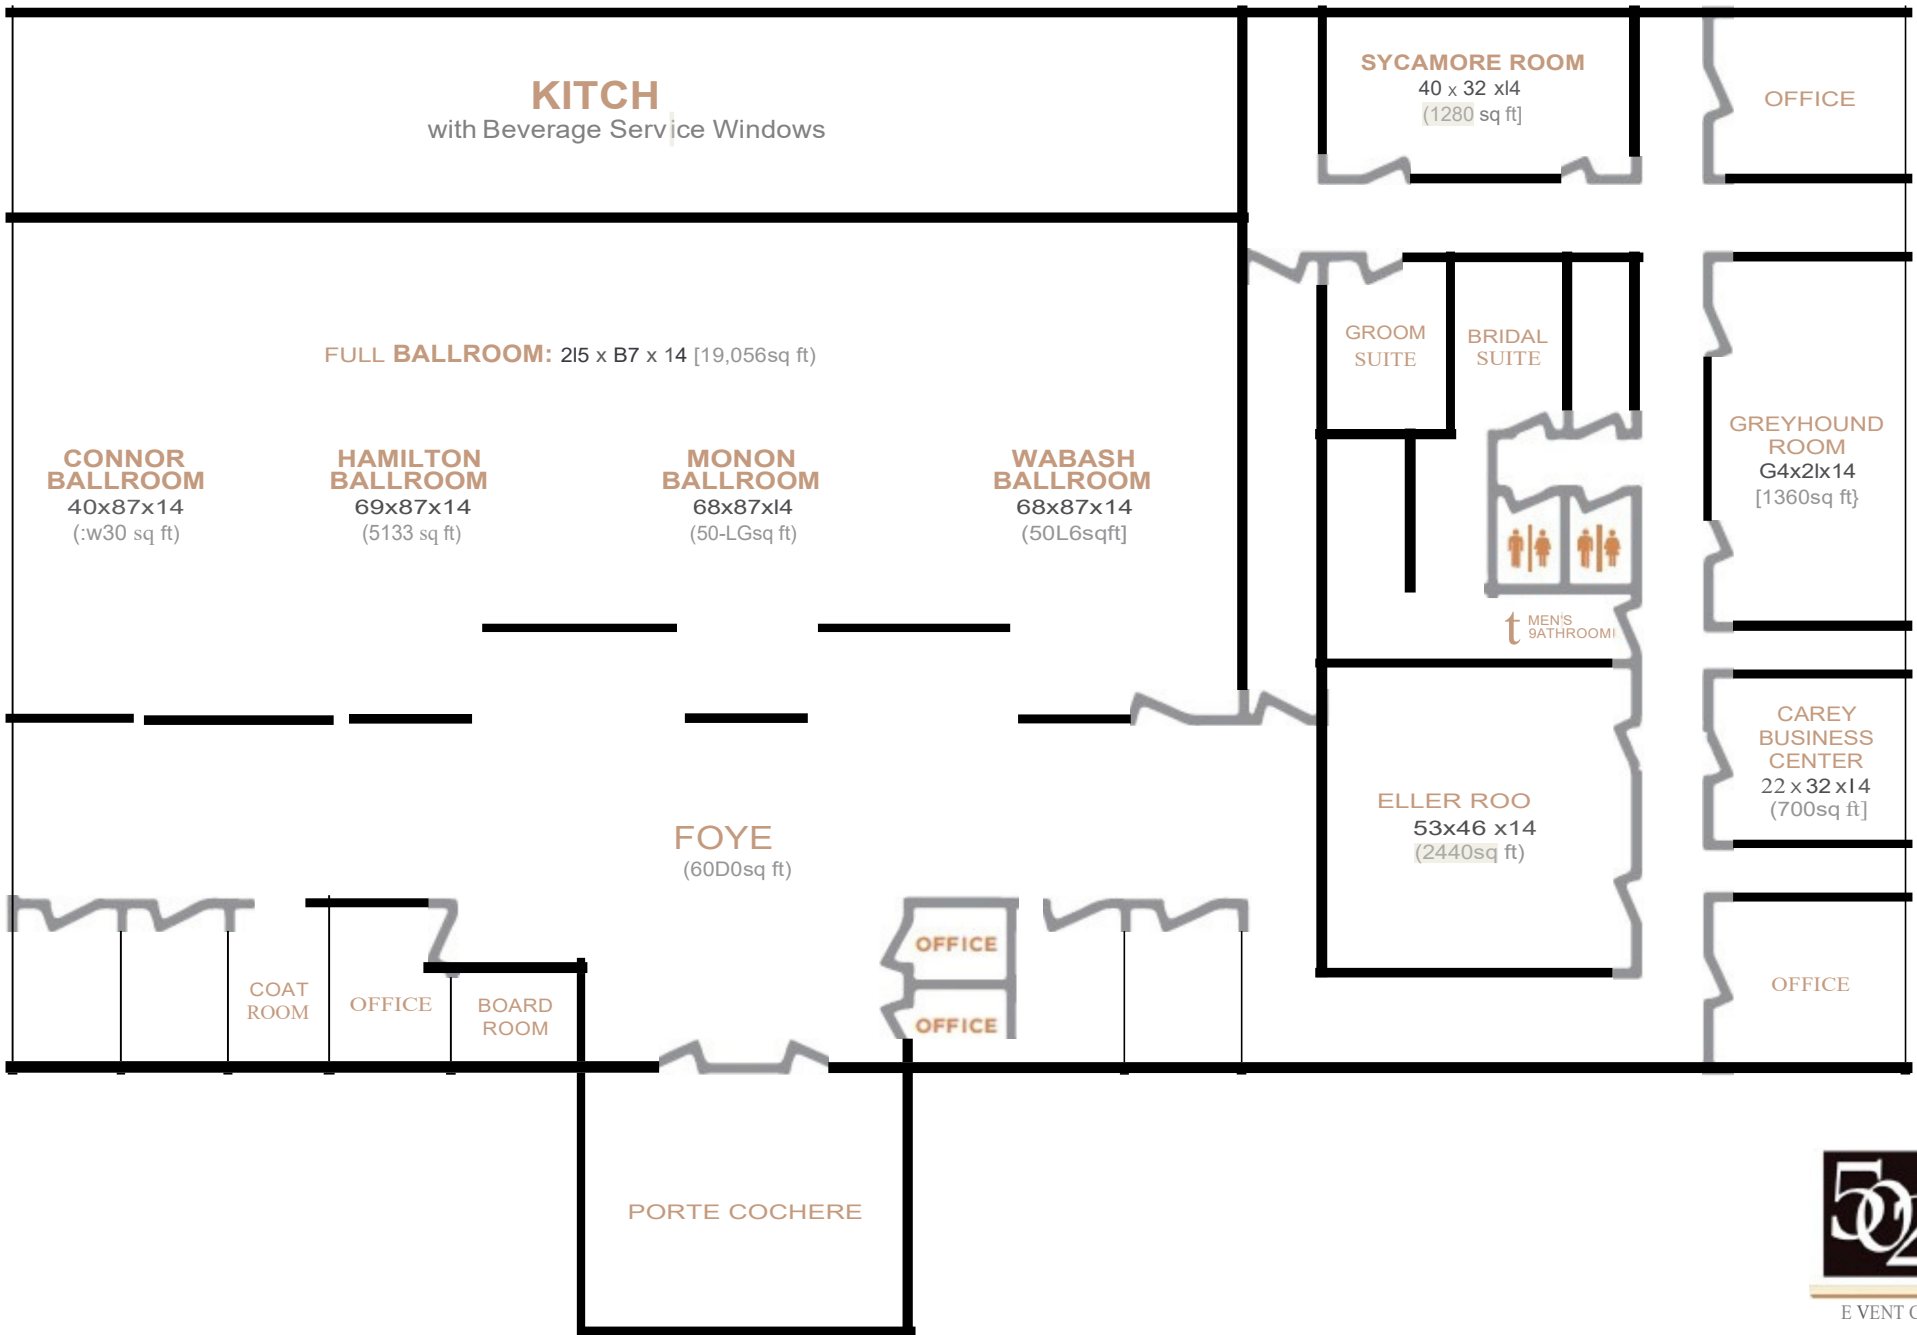 KITCH
with Beverage Service Windows
SYCAMORE ROOM
40 x 32 xl4
(1280 sq ft]
OFFICE
FULL BALLROOM: 2l5 x B7 x 14 [19,056sq ft)
GROOM
SUITE
BRIDAL
SUITE
CONNOR
BALLROOM
40x87x14
(:w30 sq ft)
HAMILTON
BALLROOM
69x87x14
(5133 sq ft)
MONON
BALLROOM
68x87xl4
(50-LGsq ft)
WABASH
BALLROOM
68x87x14
(50L6sqft]
GREYHOUND
ROOM
G4x2lx14
[1360sq ft}
t MEN'S
9ATHROOMI
CAREY
BUSINESS
CENTER
22 x 32 xI4
(700sq ft]
ELLER ROO
53x46 x14
(2440sq ft)
FOYE
(60D0sq ft)
OFFICE
OFFICE
COAT
ROOM
OFFICE
BOARD
ROOM
OFFICE
PORTE COCHERE
502
E VENT C